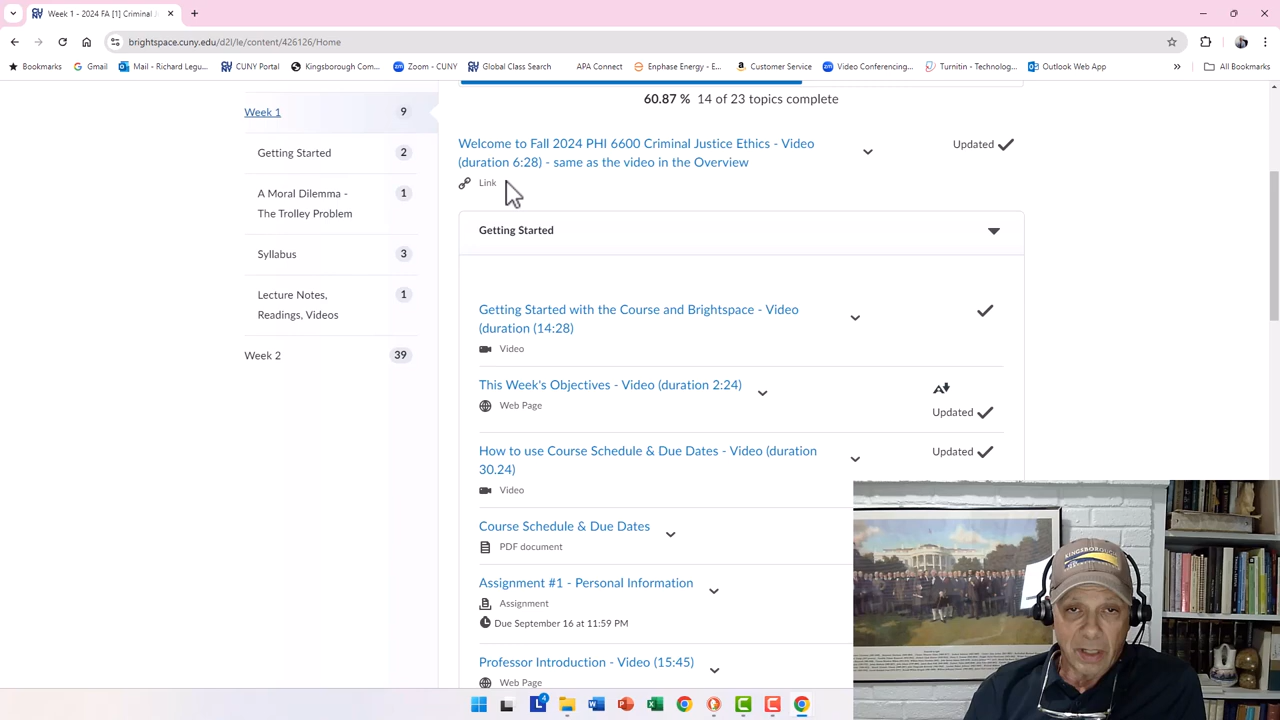 Week 1 - 2024 FA [1] Criminal J
brightspace.cuny.edu/d2l/le/content/426126/Home
Bookmarks
Gmail
Mail - Richard Legu...
CUNY Portal
Kingsborough Com...
Zoom - CUNY
Global Class Search
APA Connect
Enphase Energy - E...
Customer Service
Video Conferencing...
Turnitin - Technolog...
Outlook Web App
»
All Bookmarks
60.87 % 14 of 23 topics complete
Week 1 9
Getting Started 2
A Moral Dilemma -
The Trolley Problem 1
Syllabus 3
Lecture Notes,
Readings, Videos 1
Week 2 39
Welcome to Fall 2024 PHI 6600 Criminal Justice Ethics - Video
(duration 6:28) - same as the video in the Overview
Updated
Link
Getting Started
Getting Started with the Course and Brightspace - Video
(duration (14:28)
Video
This Week's Objectives - Video (duration 2:24)
Web Page
Updated
How to use Course Schedule & Due Dates - Video (duration
30.24)
Updated
Video
Course Schedule & Due Dates
PDF document
Assignment #1 - Personal Information
Assignment
Due September 16 at 11:59 PM
Professor Introduction - Video (15:45)
Web Page
KINGSBOROUGH